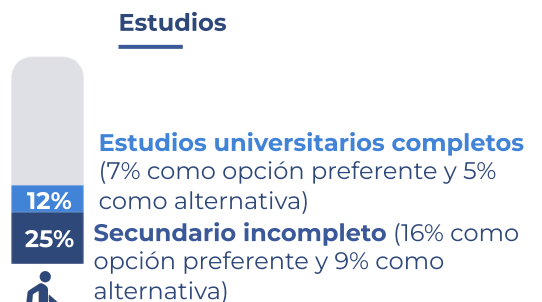 Estudios
Estudios universitarios completos
(7% como opción preferente y 5%
como alternativa)
12%
Secundario incompleto (16% como
opción preferente y 9% como
alternativa)
25%